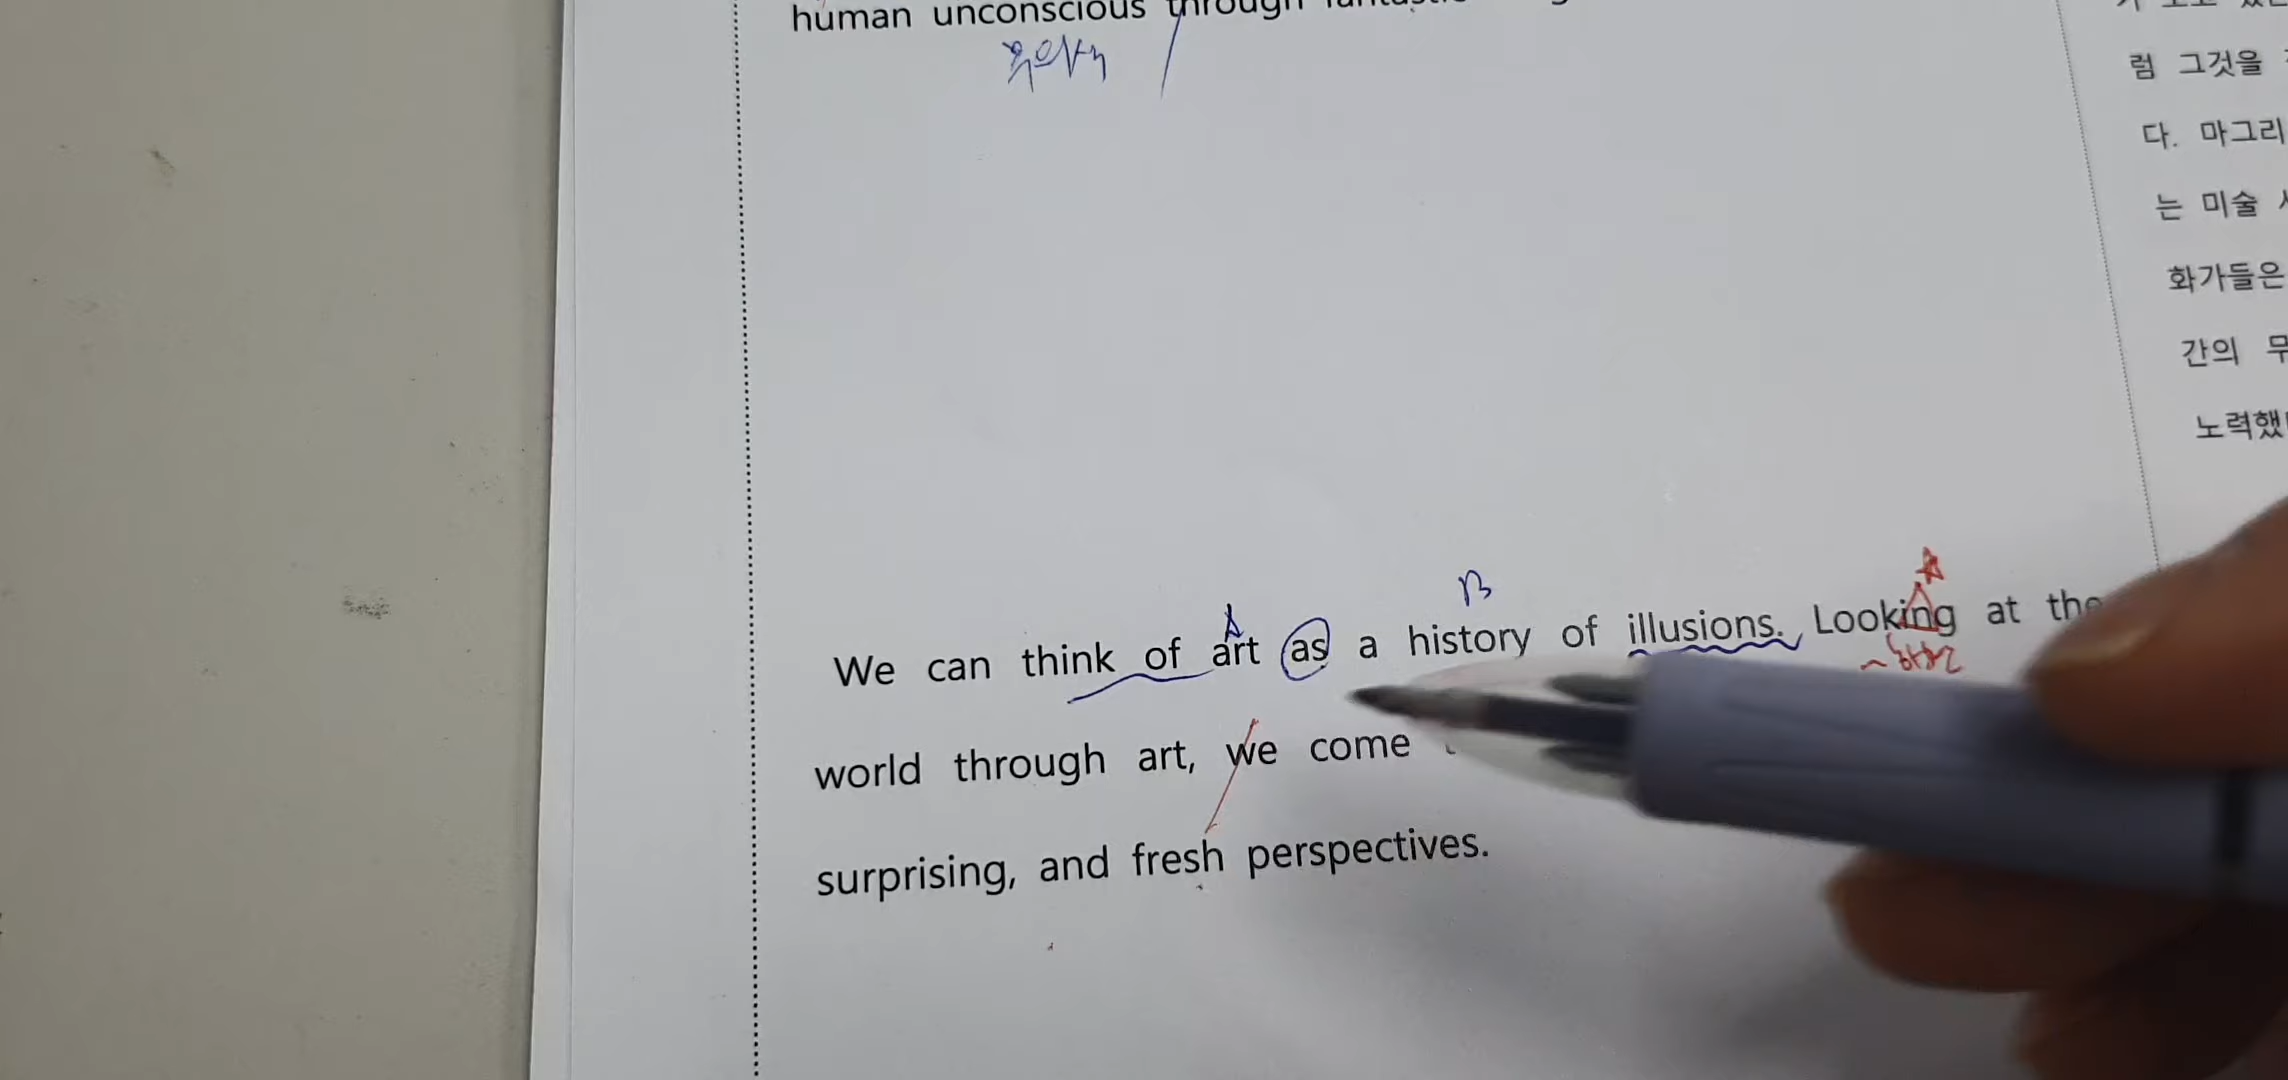 human unconscious through
We can think of art as a history of illusions. Looking at the
world through art, we come
surprising, and fresh perspectives.
A
B
럼 그것을
다. 마그리
는 미술
화가들은
간의 무
노력했